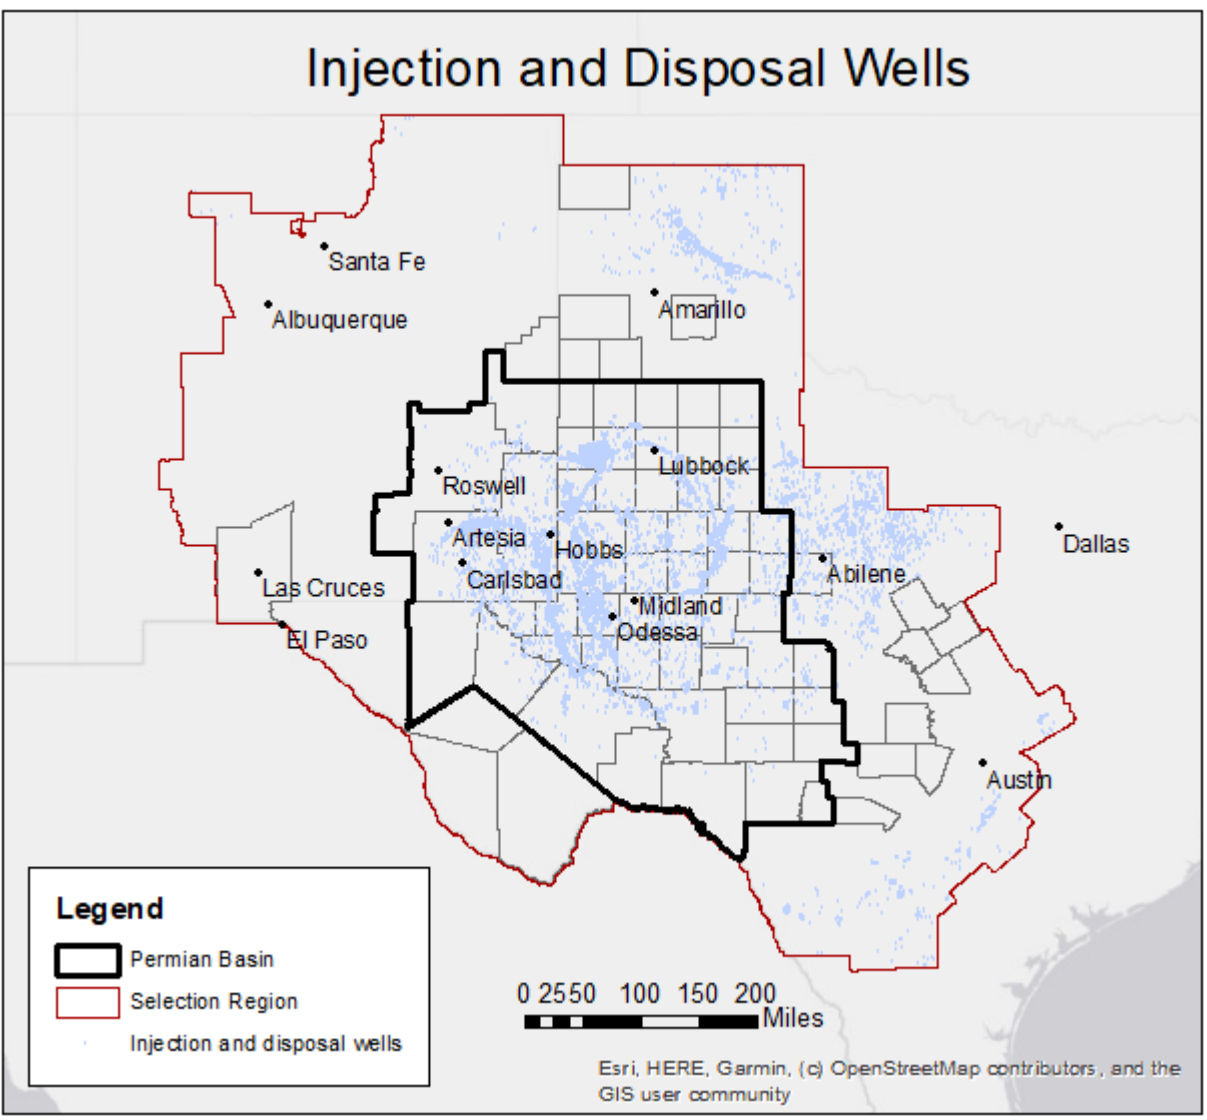 Injection and Disposal Wells
Santa Fe
Albuquerque
Amarillo
Lubbock
Roswell
Artesia
Hobbs
Dallas
Carlsbad
Abilene
Las Cruces
Midland
Odessa
El Paso
Austin
Legend
Permian Basin
Selection Region
Injection and disposal wells
0 25 50 100 150 200
Miles
Esri, HERE, Garmin, (c) OpenStreetMap contributors, and the
GIS user community